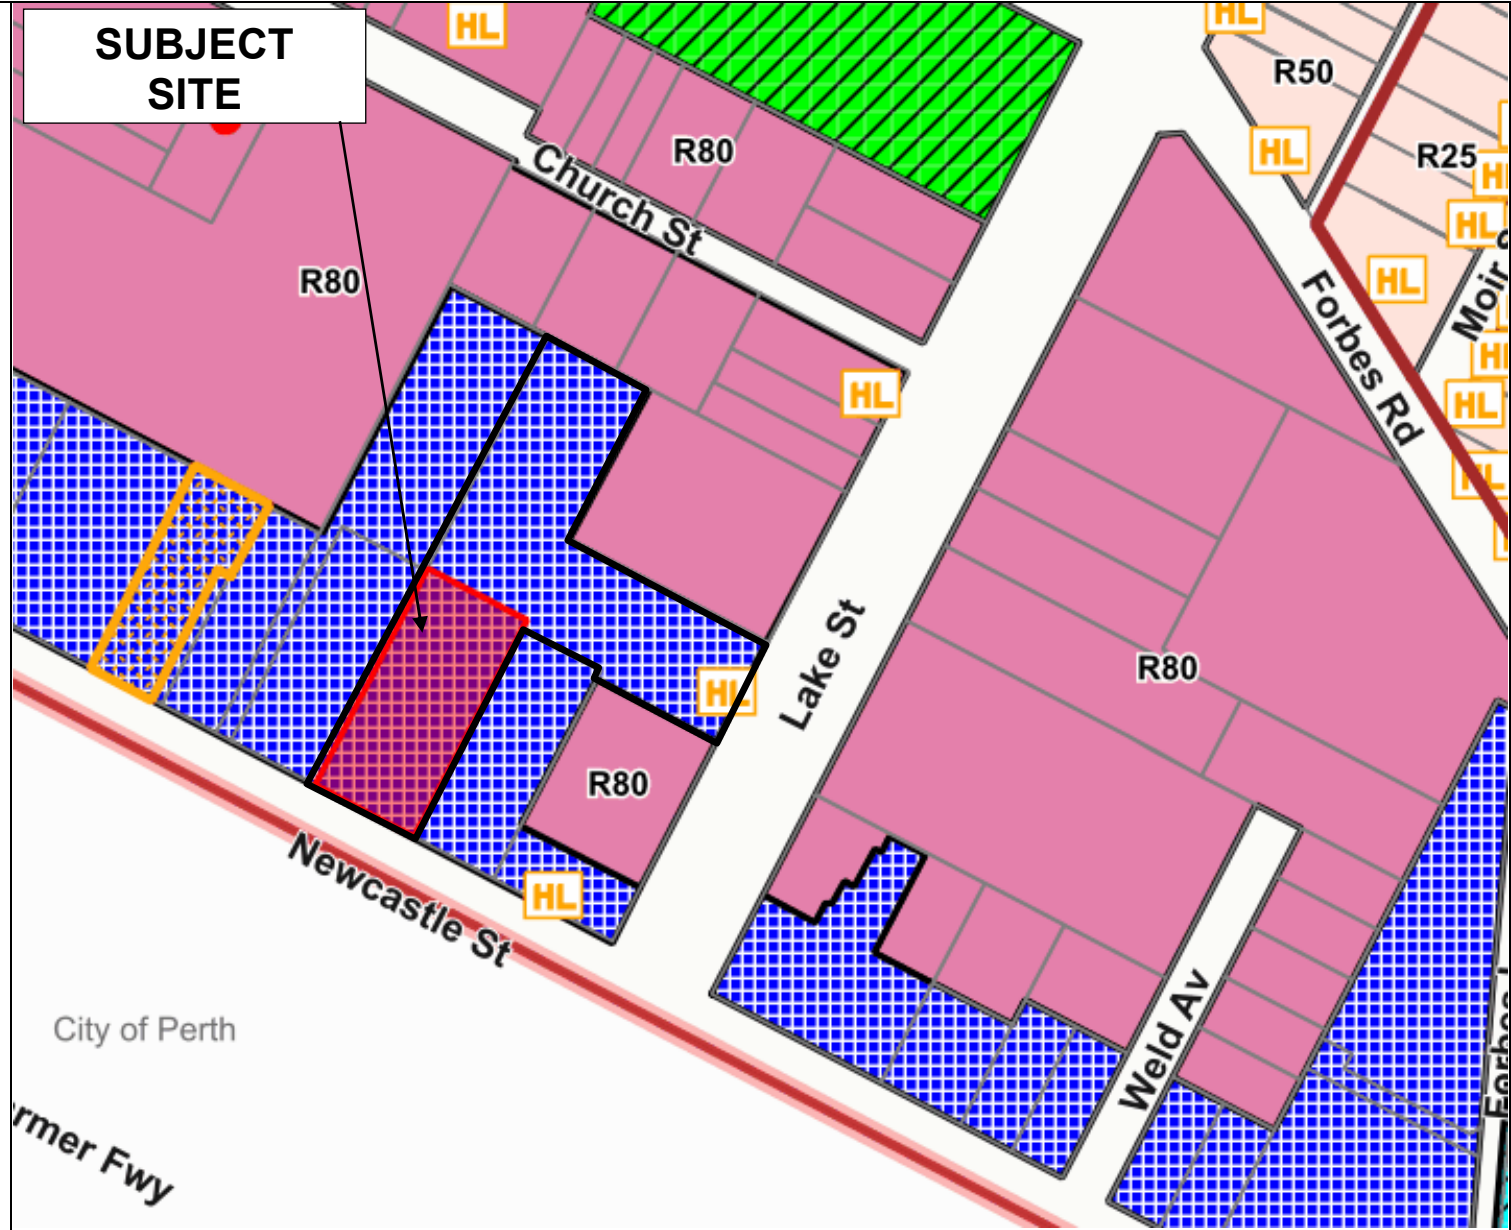 SUBJECT
SITE
HL
HL
R50
HL
R80
R25
H
HL
Church St
R80
HL
Moir
Forbes Rd
H
HL
HL
HL
Lake St
R80
HL
R80
HL
Newcastle St
Weld Av
City of Perth
rmer Fwy